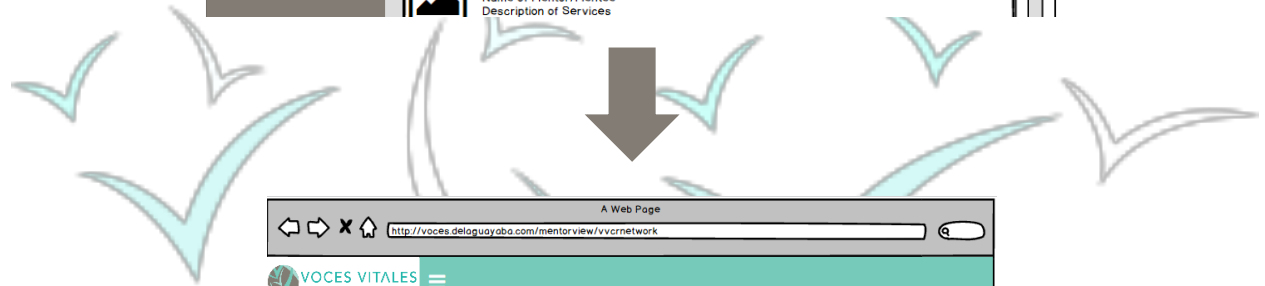 Description of Services
A Web Page
http://voces.delaguayaba.com/mentorview/vvcrnetwork
VOCES VITALES